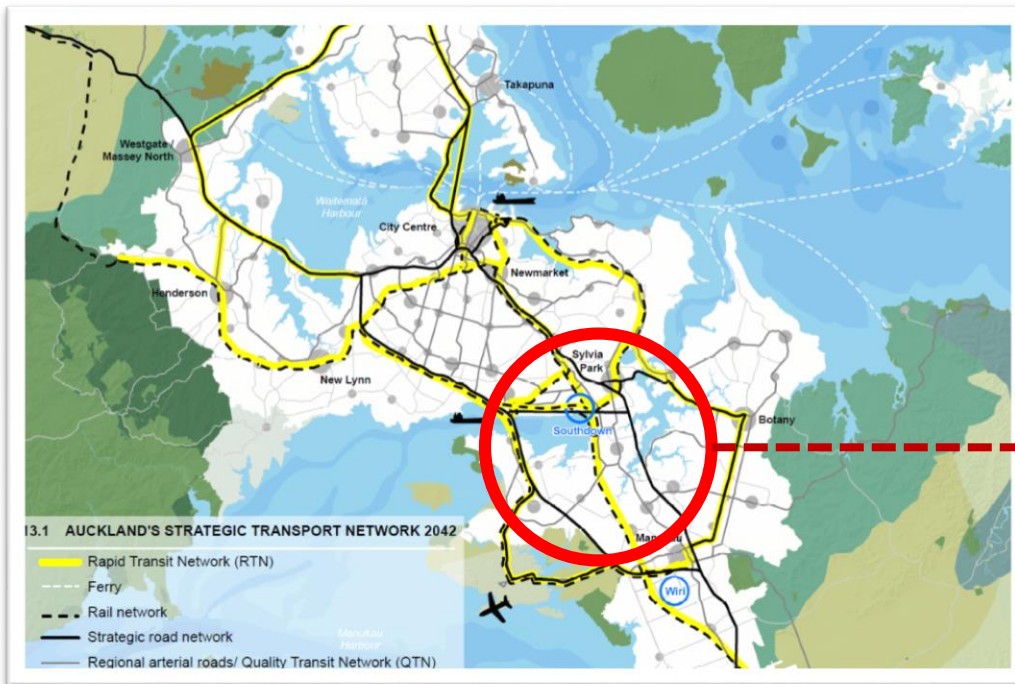 Takapuna
Westgate /
Massey North
Waitematā
Harbour
City Centre
Newmarket
Henderson
Sylvia
Park
New Lynn
Botany
Southdown
13.1 AUCKLAND'S STRATEGIC TRANSPORT NETWORK 2042
Rapid Transit Network (RTN)
Ferry
Rail network
Strategic road network
Regional arterial roads/ Quality Transit Network (QTN)
Wiri
Manukau
Harbour